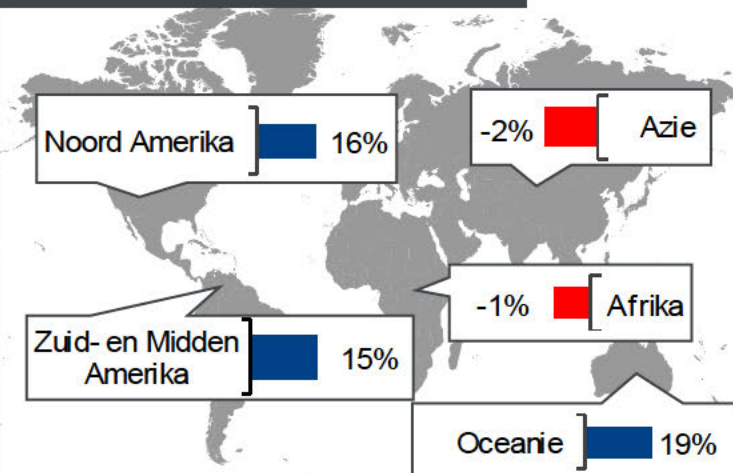 Noord Amerika 16%
-2% Azie
-1% Afrika
Zuid- en Midden
Amerika 15%
Oceanie 19%